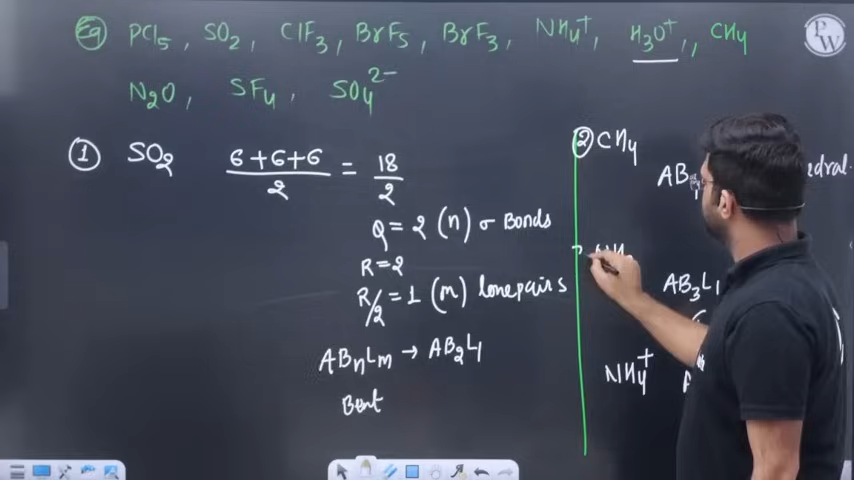 Eg PCl5, SO2, ClF3, BrF5, BrF3, NH4+, H3O+,, CH4
N2O, SF4, SO4 2-
PW
① SO2 6+6+6/2 = 18/2
Q = 2 (n) σ Bonds
R = 2
R/2 = 1 (m) lonepairs
ABnLm → AB2L1
Bent
② CH4
AB4
AB3L1
NH4+